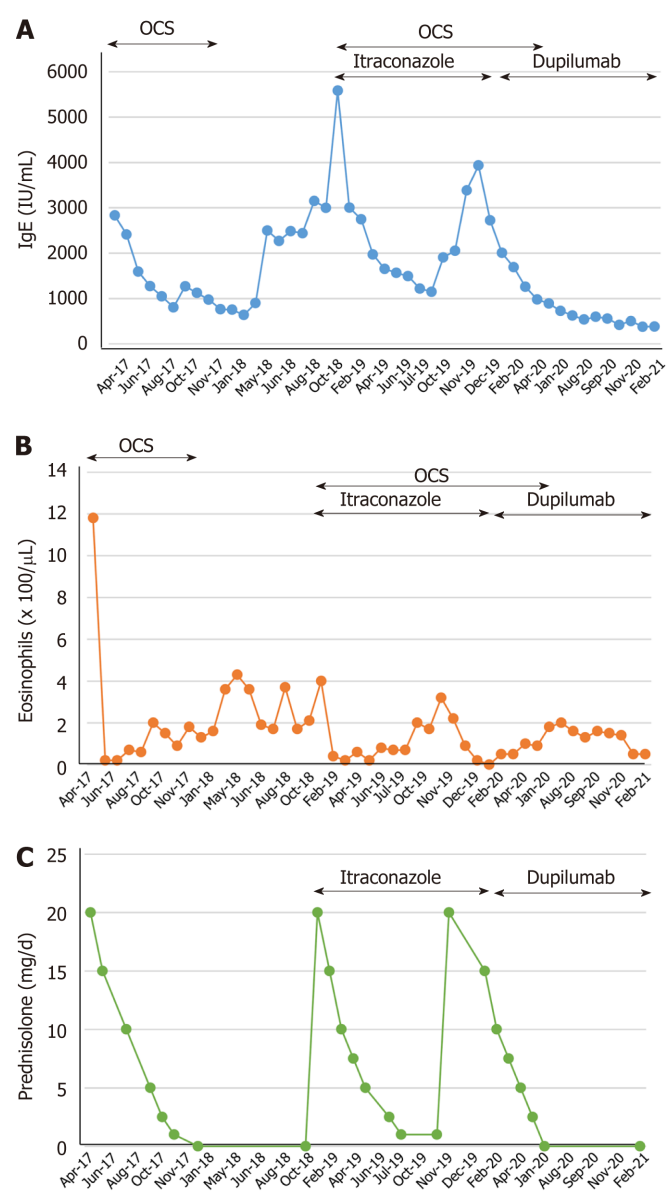 A
OCS
OCS
Itraconazole
Dupilumab
6000
5000
4000
3000
2000
1000
0
IgE (IU/mL)
Apr-17 Jun-17 Aug-17 Oct-17 Nov-17 Jan-18 May-18 Jun-18 Aug-18 Oct-18 Feb-19 Apr-19 Jun-19 Jul-19 Oct-19 Nov-19 Dec-19 Feb-20 Apr-20 Jan-20 Aug-20 Sep-20 Nov-20 Feb-21
B
OCS
OCS
Itraconazole
Dupilumab
14
12
10
8
6
4
2
0
Eosinophils (x 100/μL)
Apr-17 Jun-17 Aug-17 Oct-17 Nov-17 Jan-18 May-18 Jun-18 Aug-18 Oct-18 Feb-19 Apr-19 Jun-19 Jul-19 Oct-19 Nov-19 Dec-19 Feb-20 Apr-20 Jan-20 Aug-20 Sep-20 Nov-20 Feb-21
C
Itraconazole
Dupilumab
25
20
15
10
5
0
Prednisolone (mg/d)
Apr-17 Jun-17 Aug-17 Oct-17 Nov-17 Jan-18 May-18 Jun-18 Aug-18 Oct-18 Feb-19 Apr-19 Jun-19 Jul-19 Oct-19 Nov-19 Dec-19 Feb-20 Apr-20 Jan-20 Aug-20 Sep-20 Nov-20 Feb-21